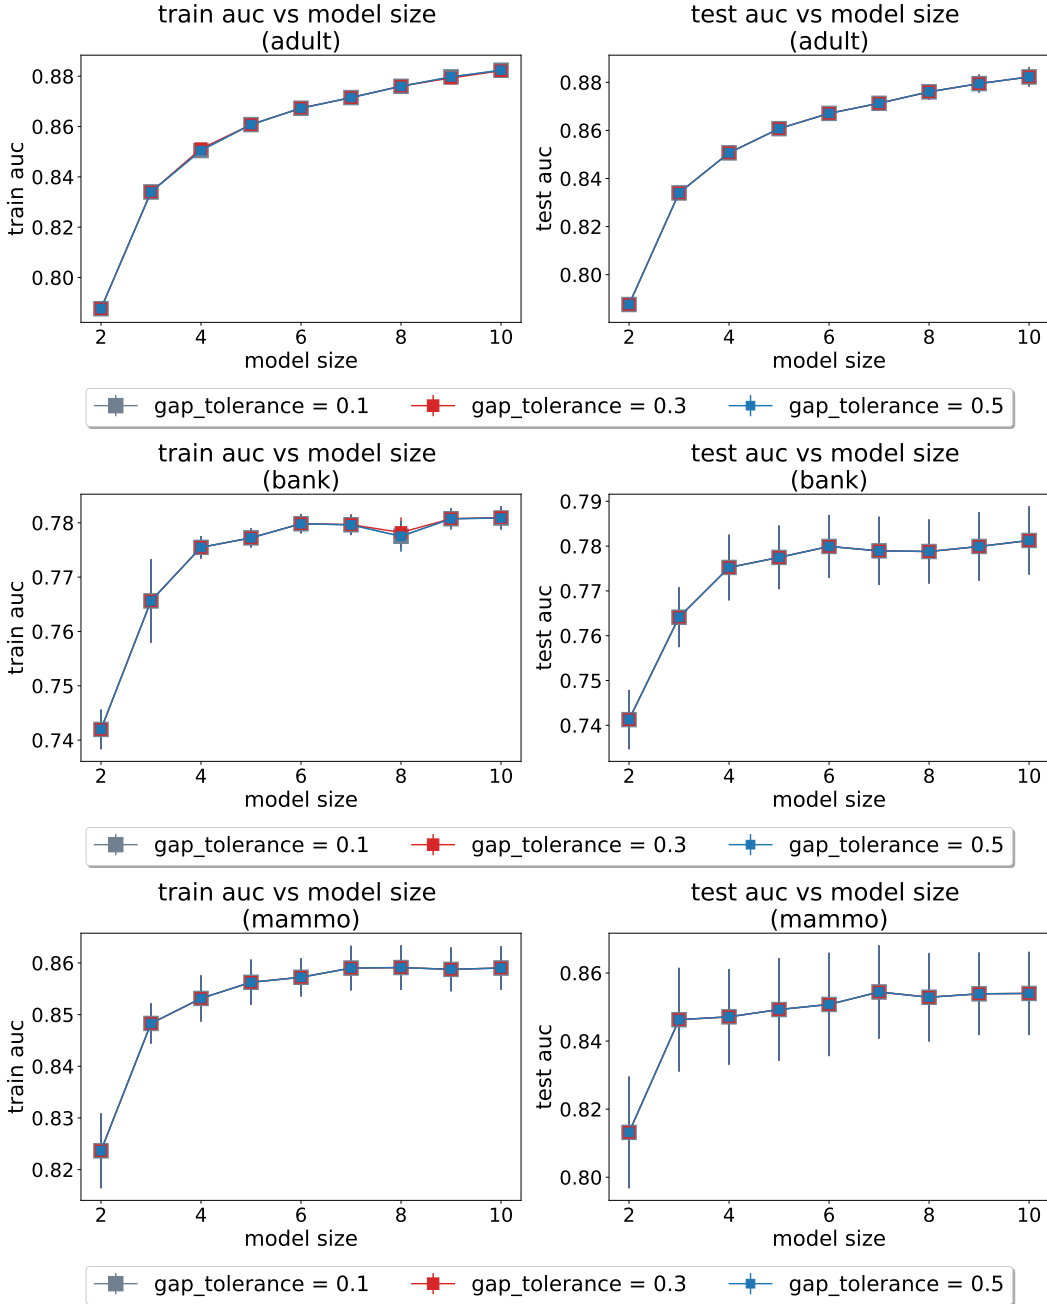 train auc vs model size
(adult)
test auc vs model size
(adult)
train auc
0.88
0.86
0.84
0.82
0.80
2 4 6 8 10
model size
test auc
0.88
0.86
0.84
0.82
0.80
2 4 6 8 10
model size
gap_tolerance = 0.1 gap_tolerance = 0.3 gap_tolerance = 0.5
train auc vs model size
(bank)
test auc vs model size
(bank)
train auc
0.78
0.77
0.76
0.75
0.74
2 4 6 8 10
model size
test auc
0.79
0.78
0.77
0.76
0.75
0.74
2 4 6 8 10
model size
gap_tolerance = 0.1 gap_tolerance = 0.3 gap_tolerance = 0.5
train auc vs model size
(mammo)
test auc vs model size
(mammo)
train auc
0.86
0.85
0.84
0.83
0.82
2 4 6 8 10
model size
test auc
0.86
0.84
0.82
0.80
2 4 6 8 10
model size
gap_tolerance = 0.1 gap_tolerance = 0.3 gap_tolerance = 0.5